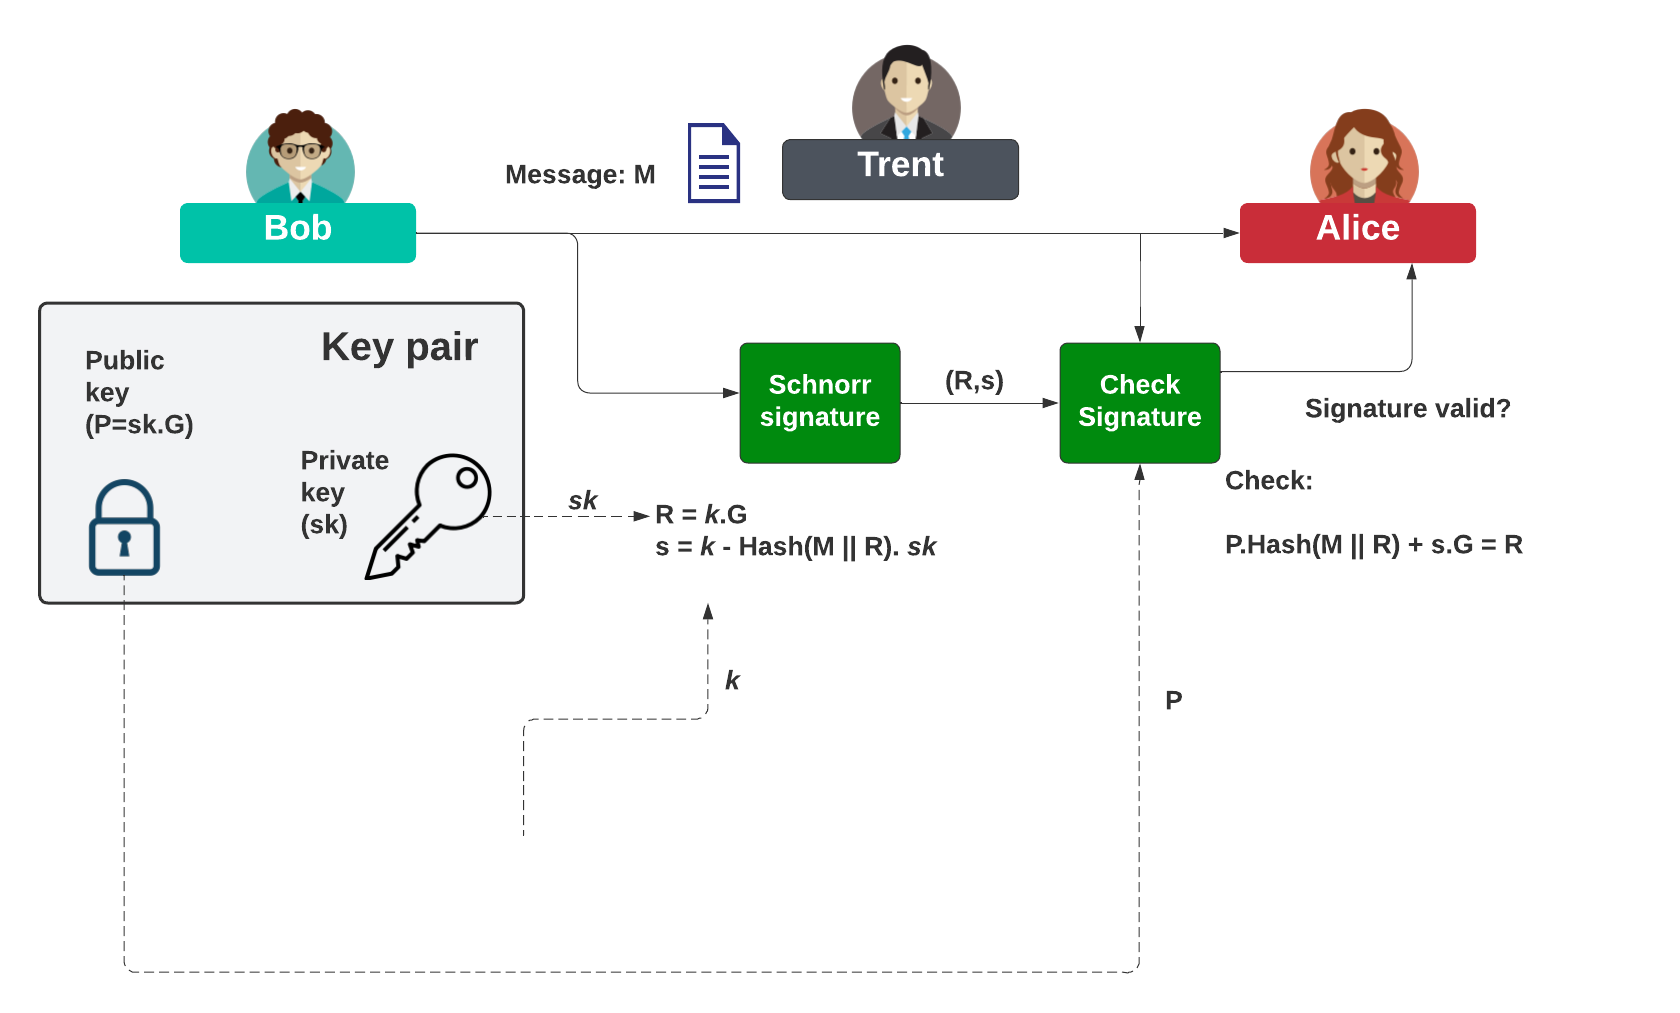 Trent
Message: M
Bob
Alice
Key pair
Public
key
(P=sk.G)
Private
key
(sk)
Schnorr
signature
(R,s)
Check
Signature
Signature valid?
sk
R = k.G
s = k - Hash(M || R). sk
Check:
P.Hash(M || R) + s.G = R
k
P